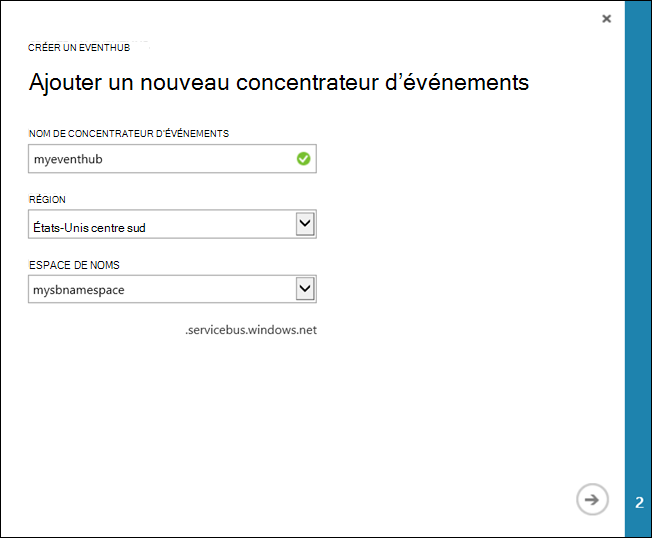 CRÉER UN EVENTHUB
Ajouter un nouveau concentrateur d’événements
NOM DE CONCENTRATEUR D'ÉVÉNEMENTS
myeventhub
RÉGION
États-Unis centre sud
ESPACE DE NOMS
mysbnamespace
.servicebus.windows.net
2